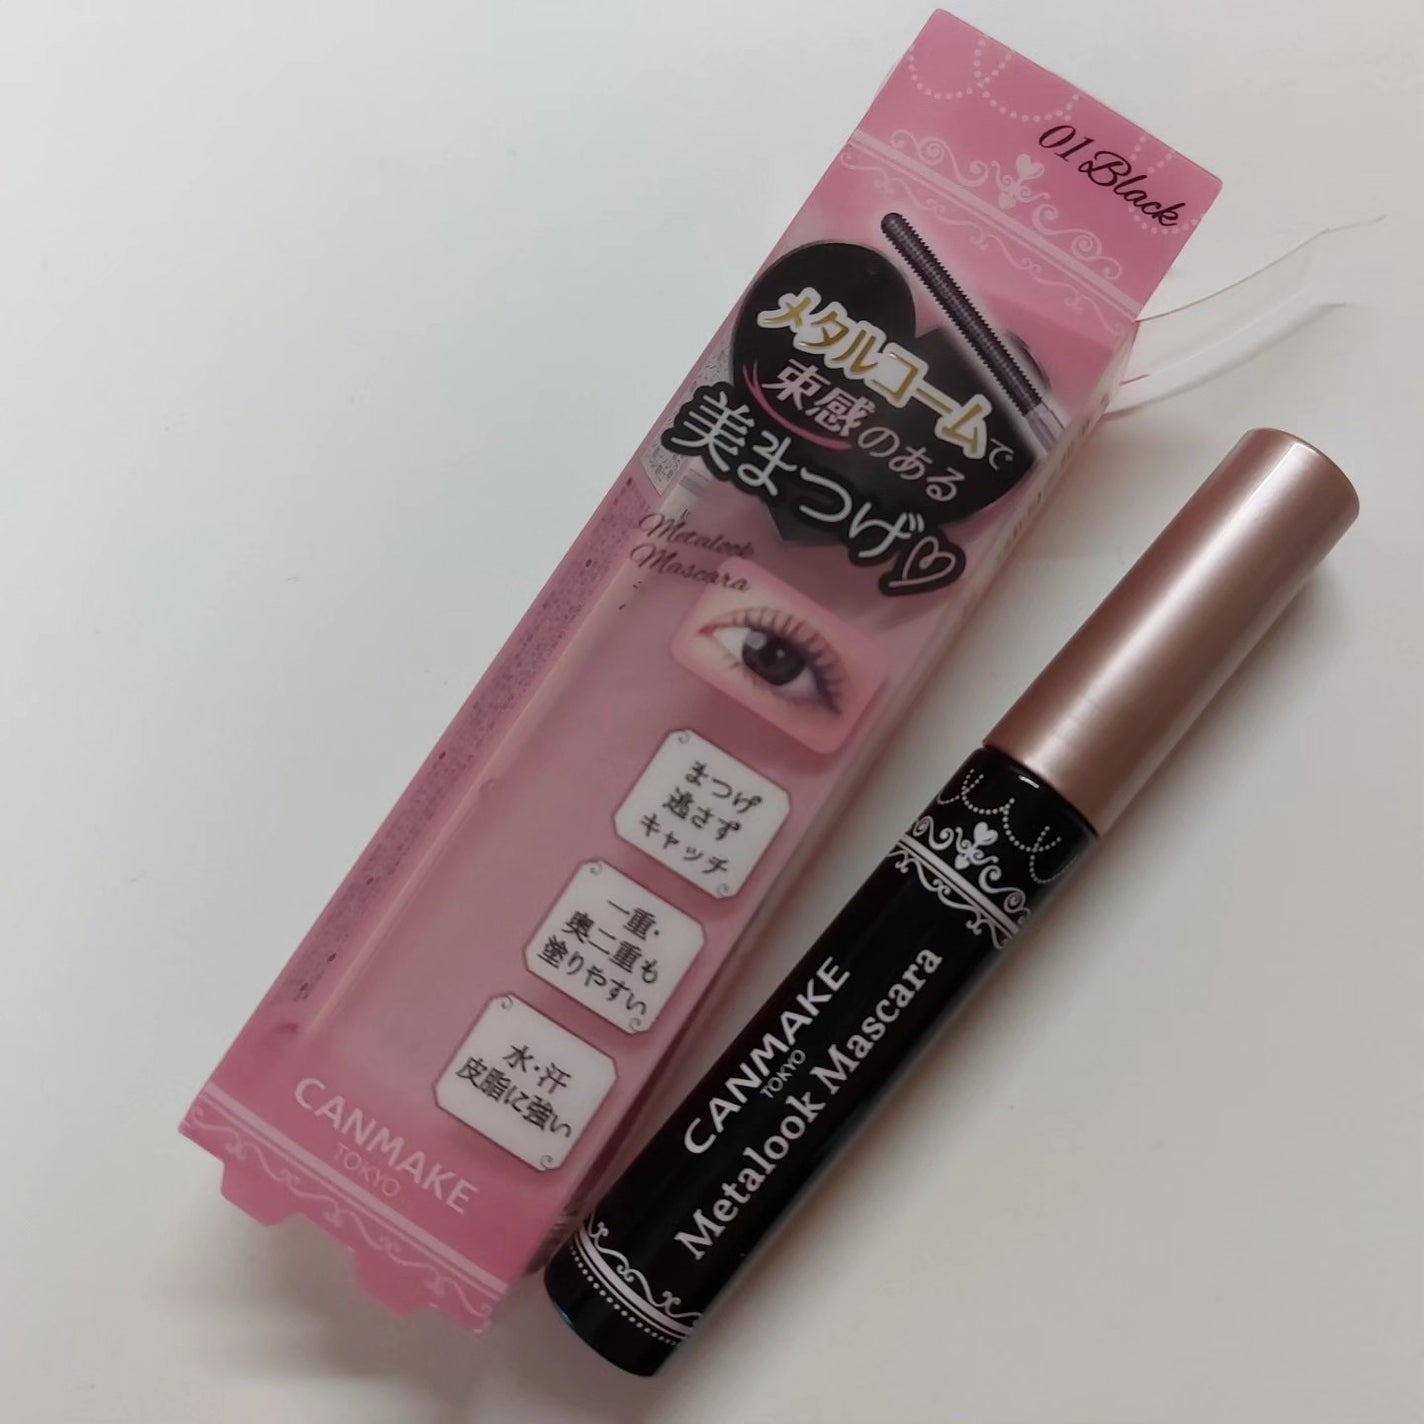 01 Black
メタルコームで
束感のある
美まつげ
Metalook
Mascara
まつげ
逃さず
キャッチ
一重・
奥二重も
塗りやすい
水・汗
皮脂に強い
CANMAKE
TOKYO
CANMAKE
TOKYO
Metalook Mascara